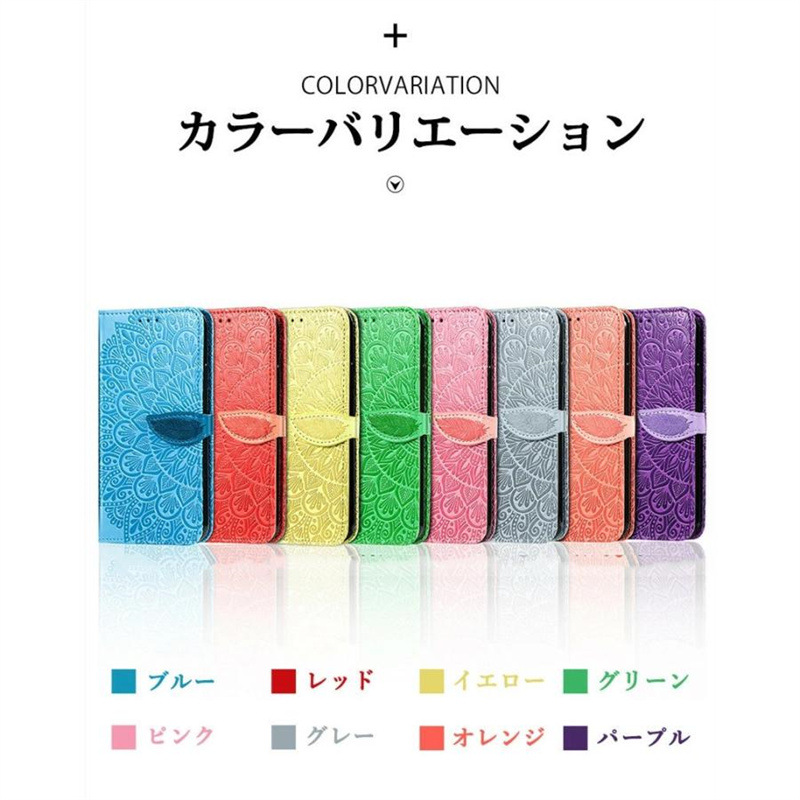 COLORVARIATION
カラーバリエーション
ブルー レッド イエロー グリーン
ピンク グレー オレンジ パープル